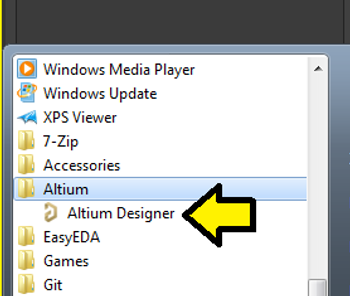 Windows Media Player
Windows Update
XPS Viewer
7-Zip
Accessories
Altium
Altium Designer
EasyEDA
Games
Git